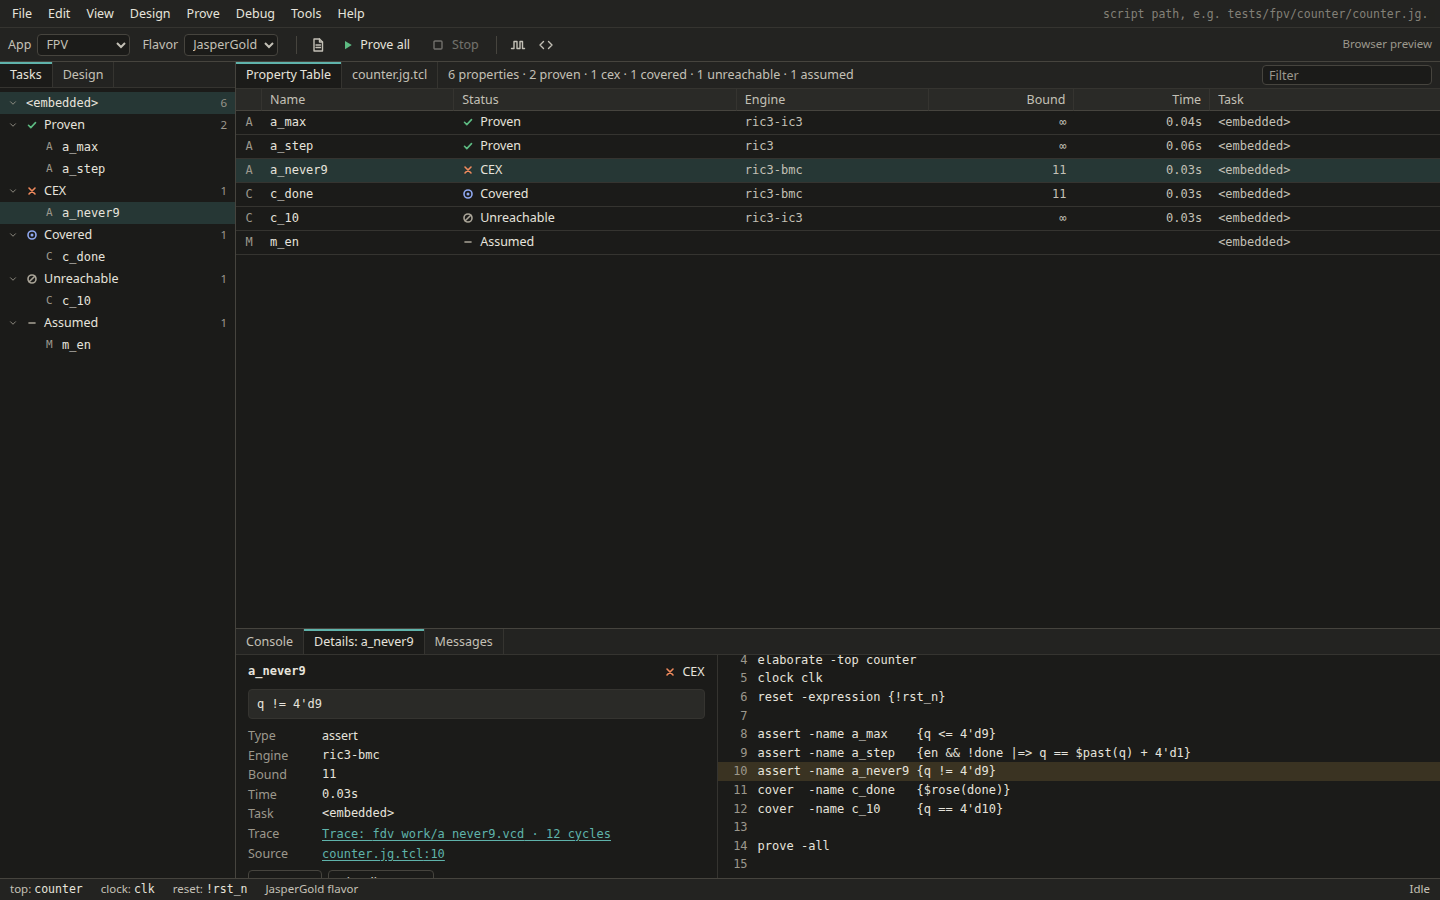 File Edit View Design Prove Debug Tools Help script path, e.g. tests/fpv/counter/counter.jg.
App FPV Flavor JasperGold Prove all Stop Browser preview
Tasks Design
<embedded> 6
Proven 2
A a_max
A a_step
CEX 1
A a_never9
Covered 1
C c_done
Unreachable 1
C c_10
Assumed 1
M m_en
Property Table counter.jg.tcl 6 properties · 2 proven · 1 cex · 1 covered · 1 unreachable · 1 assumed Filter
Name Status Engine Bound Time Task
A a_max Proven ric3-ic3 ∞ 0.04s <embedded>
A a_step Proven ric3 ∞ 0.06s <embedded>
A a_never9 CEX ric3-bmc 11 0.03s <embedded>
C c_done Covered ric3-bmc 11 0.03s <embedded>
C c_10 Unreachable ric3-ic3 ∞ 0.03s <embedded>
M m_en Assumed <embedded>
Console Details: a_never9 Messages
a_never9 CEX
q != 4'd9
Type assert
Engine ric3-bmc
Bound 11
Time 0.03s
Task <embedded>
Trace Trace: fdv_work/a_never9.vcd · 12 cycles
Source counter.jg.tcl:10
4 elaborate -top counter
5 clock clk
6 reset -expression {!rst_n}
7
8 assert -name a_max {q <= 4'd9}
9 assert -name a_step {en && !done |=> q == $past(q) + 4'd1}
10 assert -name a_never9 {q != 4'd9}
11 cover -name c_done {$rose(done)}
12 cover -name c_10 {q == 4'd10}
13
14 prove -all
15
top: counter clock: clk reset: !rst_n JasperGold flavor Idle